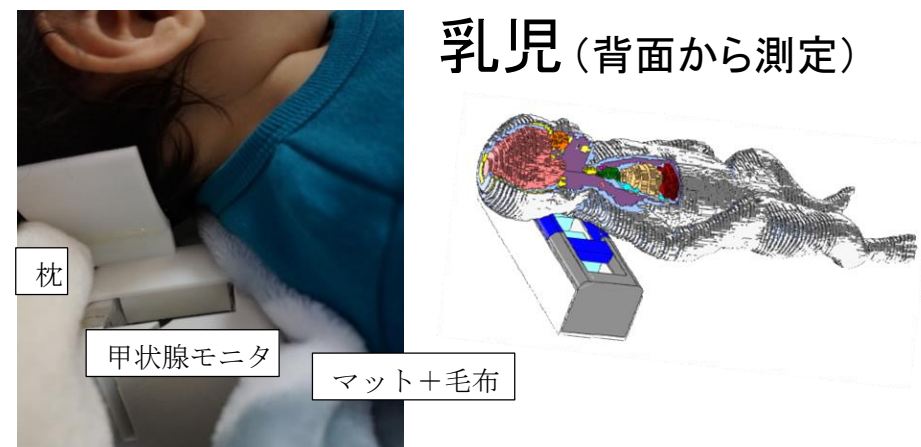 乳児（背面から測定）
枕
甲状腺モニタ
マット＋毛布